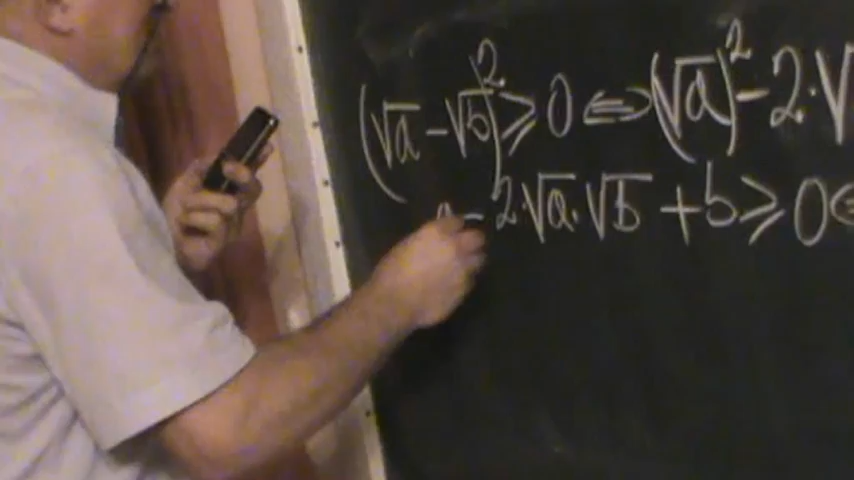 (√a - √b)² ≥ 0 ⇔ (√a)² - 2·√
a - 2·√a·√b + b ≥ 0 ⇔